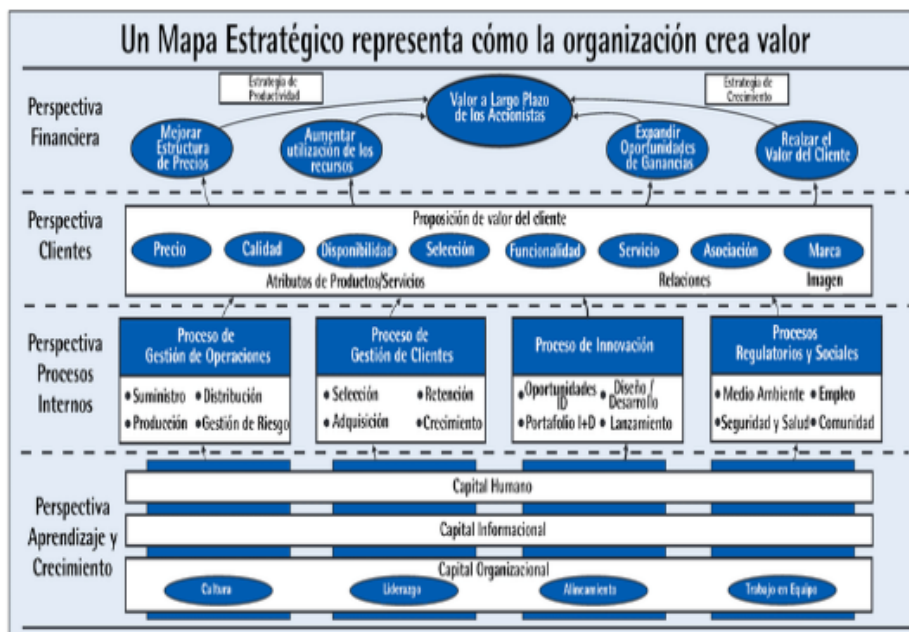 Un Mapa Estratégico representa cómo la organización crea valor
Perspectiva
Financiera
Estrategia de
Productividad
Estrategia de
Crecimiento
Valor a Largo Plazo
de los Accionistas
Mejorar
Estructura
de Precios
Aumentar
utilización de los
recursos
Expandir
Oportunidades
de Ganancias
Realzar el
Valor del Cliente
Perspectiva
Clientes
Proposición de valor del cliente
Precio
Calidad
Disponibilidad
Selección
Funcionalidad
Servicio
Asociación
Marca
Atributos de Productos/Servicios
Relaciones
Imagen
Perspectiva
Procesos
Internos
Proceso de
Gestión de Operaciones
• Suministro • Distribución
• Producción • Gestión de Riesgo
Proceso de
Gestión de Clientes
• Selección • Retención
• Adquisición • Crecimiento
Proceso de Innovación
• Oportunidades ID • Diseño / Desarrollo
• Portafolio I+D • Lanzamiento
Procesos
Regulatorios y Sociales
• Medio Ambiente • Empleo
• Seguridad y Salud • Comunidad
Perspectiva
Aprendizaje y
Crecimiento
Capital Humano
Capital Informacional
Capital Organizacional
Cultura
Liderazgo
Alineamiento
Trabajo en Equipo